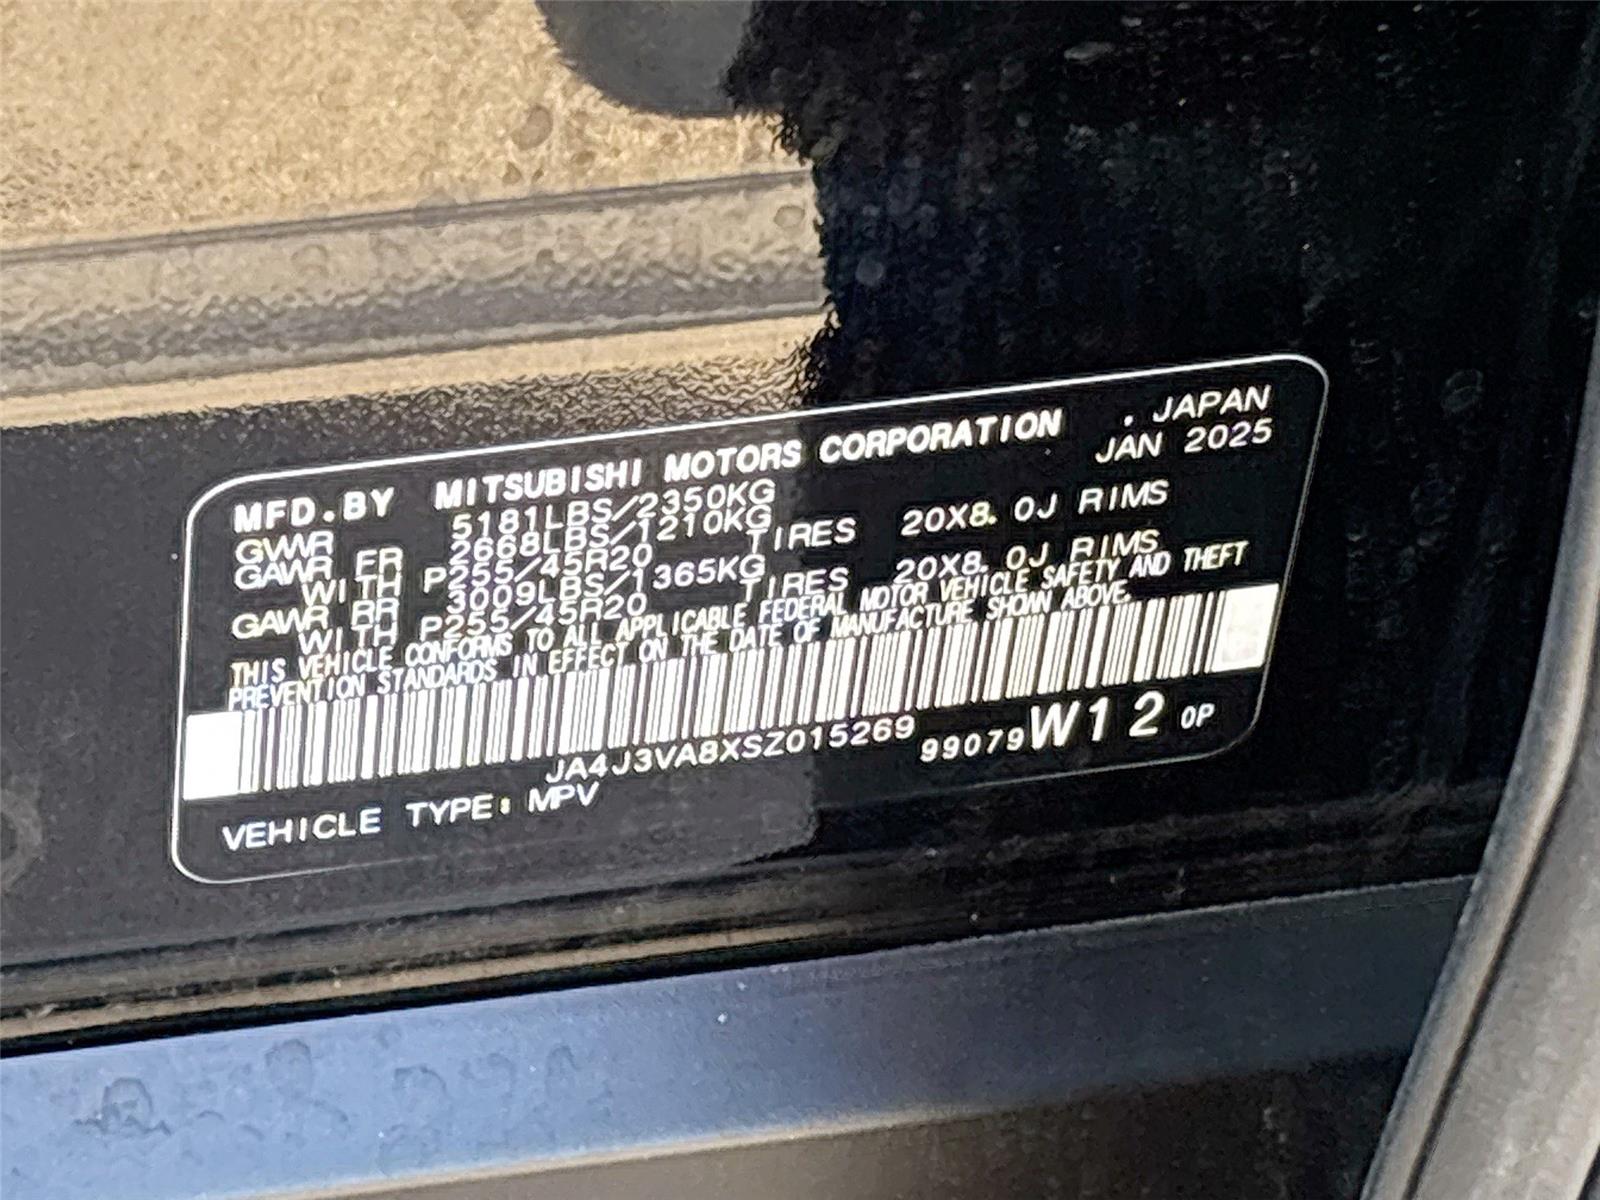 MFD.BY MITSUBISHI MOTORS CORPORATION , JAPAN
GVWR 5181LBS/2350KG JAN 2025
GAWR FR 2668LBS/1210KG
WITH P255/45R20 TIRES 20X8.0J RIMS
GAWR RR 3009LBS/1365KG
WITH P255/45R20 TIRES 20X8.0J RIMS
THIS VEHICLE CONFORMS TO ALL APPLICABLE FEDERAL MOTOR VEHICLE SAFETY AND THEFT
PREVENTION STANDARDS IN EFFECT ON THE DATE OF MANUFACTURE SHOWN ABOVE.
JA4J3VA8XSZ015269 99079 W12 0P
VEHICLE TYPE: MPV